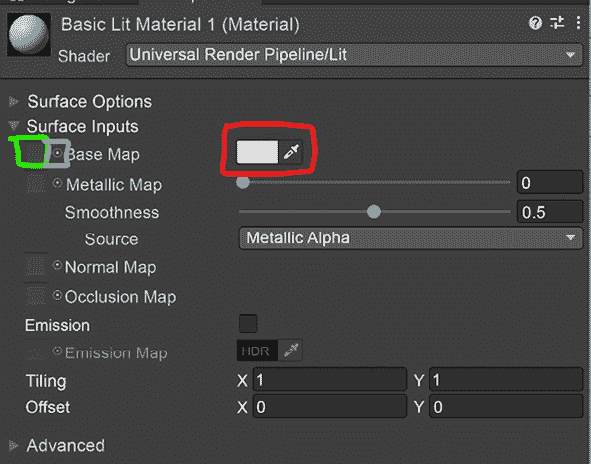 Basic Lit Material 1 (Material)
Shader Universal Render Pipeline/Lit
Surface Options
Surface Inputs
Base Map
Metallic Map 0
Smoothness 0.5
Source Metallic Alpha
Normal Map
Occlusion Map
Emission
Emission Map HDR
Tiling X 1 Y 1
Offset X 0 Y 0
Advanced